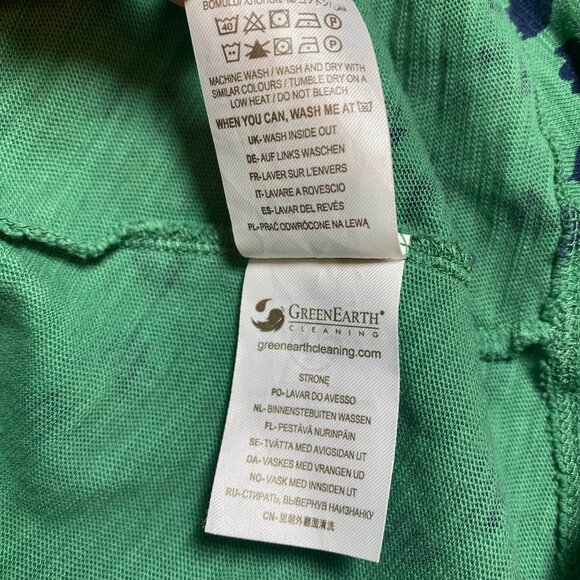 BOMULL/
40
MACHINE WASH / WASH AND DRY WITH
SIMILAR COLOURS / TUMBLE DRY ON A
LOW HEAT / DO NOT BLEACH
WHEN YOU CAN, WASH ME AT 30
UK- WASH INSIDE OUT
DE- AUF LINKS WASCHEN
FR- LAVER SUR L'ENVERS
IT- LAVARE A ROVESCIO
ES- LAVAR DEL REVÉS
PL- PRAĆ ODWRÓCONE NA LEWĄ
GREENEARTH®
CLEANING
greenearthcleaning.com
STRONĘ
PO- LAVAR DO AVESSO
NL- BINNENSTEBUITEN WASSEN
FL- PESTÄVÄ NURINPÄIN
SE- TVÄTTA MED AVIGSIDAN UT
DA- VASKES MED VRANGEN UD
NO- VASK MED INNSIDEN UT
RU- СТИРАТЬ, ВЫВЕРНУВ НАИЗНАНКУ
CN-